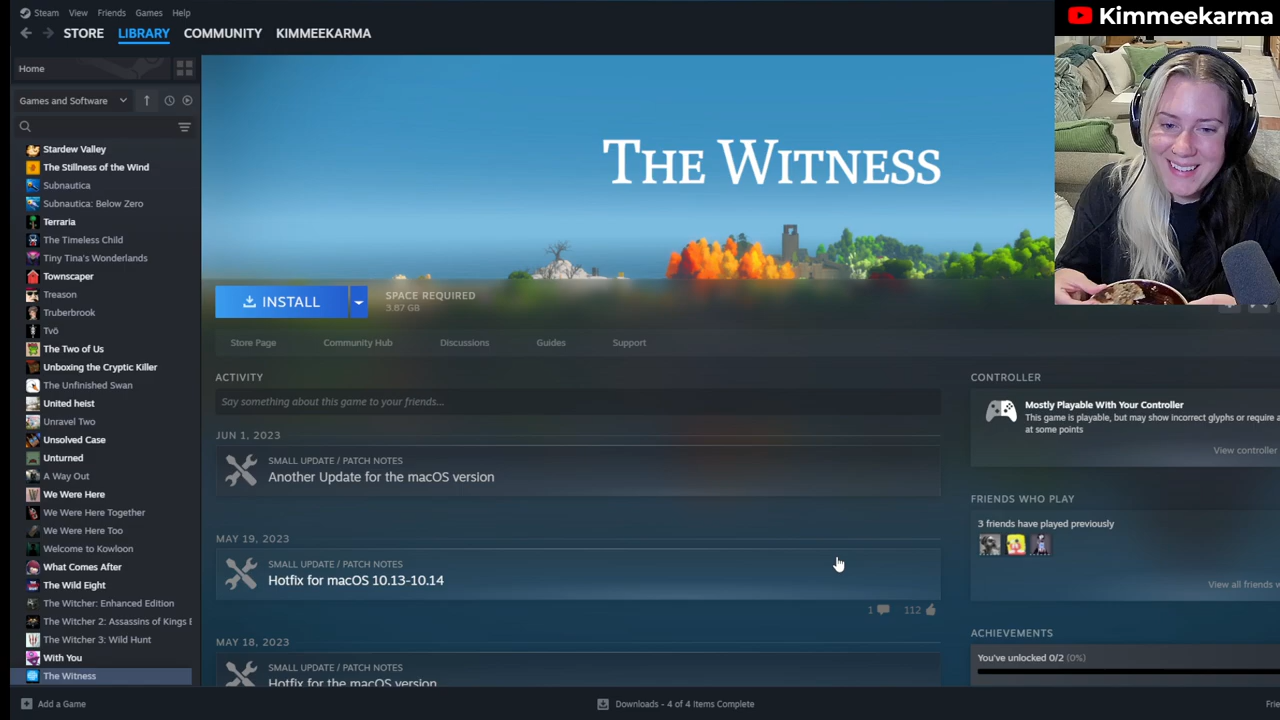 Steam View Friends Games Help
Kimmeekarma
STORE LIBRARY COMMUNITY KIMMEEKARMA
Home
Games and Software
Stardew Valley
The Stillness of the Wind
Subnautica
Subnautica: Below Zero
Terraria
The Timeless Child
Tiny Tina's Wonderlands
Townscaper
Treason
Truberbrook
Tvö
The Two of Us
Unboxing the Cryptic Killer
The Unfinished Swan
United heist
Unravel Two
Unsolved Case
Unturned
A Way Out
We Were Here
We Were Here Together
We Were Here Too
Welcome to Kowloon
What Comes After
The Wild Eight
The Witcher: Enhanced Edition
The Witcher 2: Assassins of Kings E
The Witcher 3: Wild Hunt
With You
The Witness
THE WITNESS
INSTALL
SPACE REQUIRED
3.87 GB
Store Page Community Hub Discussions Guides Support
ACTIVITY
Say something about this game to your friends...
JUN 1, 2023
SMALL UPDATE / PATCH NOTES
Another Update for the macOS version
MAY 19, 2023
SMALL UPDATE / PATCH NOTES
Hotfix for macOS 10.13-10.14
1 112
MAY 18, 2023
SMALL UPDATE / PATCH NOTES
Hotfix for the macOS version
CONTROLLER
Mostly Playable With Your Controller
This game is playable, but may show incorrect glyphs or require a
at some points
View controller
FRIENDS WHO PLAY
3 friends have played previously
View all friends w
ACHIEVEMENTS
You've unlocked 0/2 (0%)
Add a Game
Downloads - 4 of 4 Items Complete
Frie